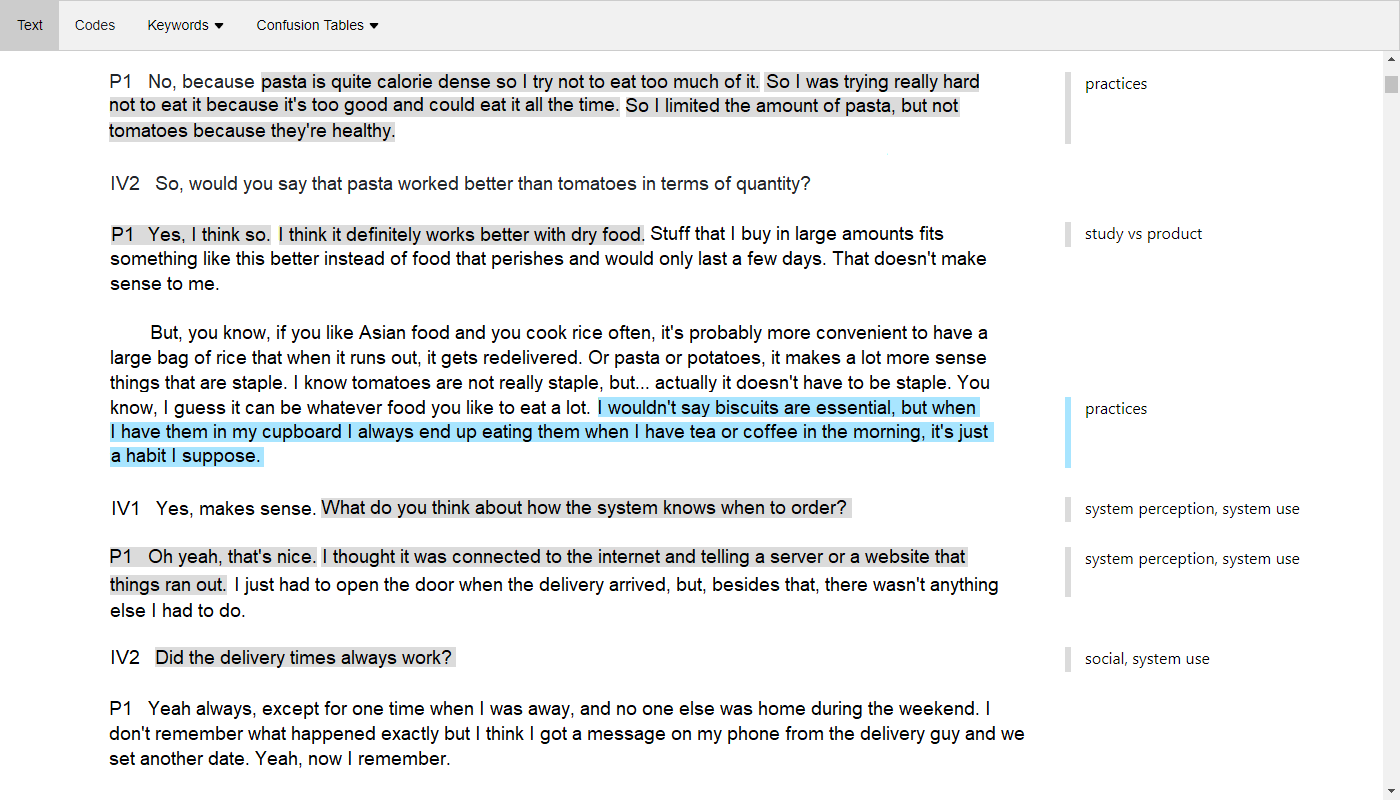 Text Codes Keywords Confusion Tables
P1 No, because pasta is quite calorie dense so I try not to eat too much of it. So I was trying really hard
practices
not to eat it because it's too good and could eat it all the time. So I limited the amount of pasta, but not
tomatoes because they're healthy.
IV2 So, would you say that pasta worked better than tomatoes in terms of quantity?
P1 Yes, I think so. I think it definitely works better with dry food. Stuff that I buy in large amounts fits
study vs product
something like this better instead of food that perishes and would only last a few days. That doesn't make
sense to me.
But, you know, if you like Asian food and you cook rice often, it's probably more convenient to have a
large bag of rice that when it runs out, it gets redelivered. Or pasta or potatoes, it makes a lot more sense
things that are staple. I know tomatoes are not really staple, but... actually it doesn't have to be staple. You
know, I guess it can be whatever food you like to eat a lot. I wouldn't say biscuits are essential, but when
practices
I have them in my cupboard I always end up eating them when I have tea or coffee in the morning, it's just
a habit I suppose.
IV1 Yes, makes sense. What do you think about how the system knows when to order?
system perception, system use
P1 Oh yeah, that's nice. I thought it was connected to the internet and telling a server or a website that
system perception, system use
things ran out. I just had to open the door when the delivery arrived, but, besides that, there wasn't anything
else I had to do.
IV2 Did the delivery times always work?
social, system use
P1 Yeah always, except for one time when I was away, and no one else was home during the weekend. I
don't remember what happened exactly but I think I got a message on my phone from the delivery guy and we
set another date. Yeah, now I remember.